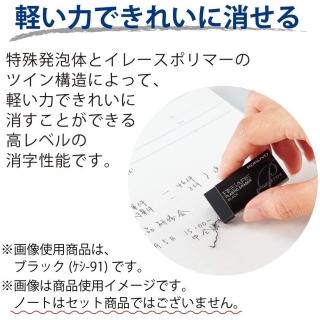 軽い力できれいに消せる
特殊発泡体とイレースポリマーの
ツイン構造によって、
軽い力できれいに
消すことができる
高レベルの
消字性能です。
KOKUYO
※画像使用商品は、
ブラック (ｹｼ-91) です。
※画像は商品使用イメージです。
ノートはセット商品ではございません。